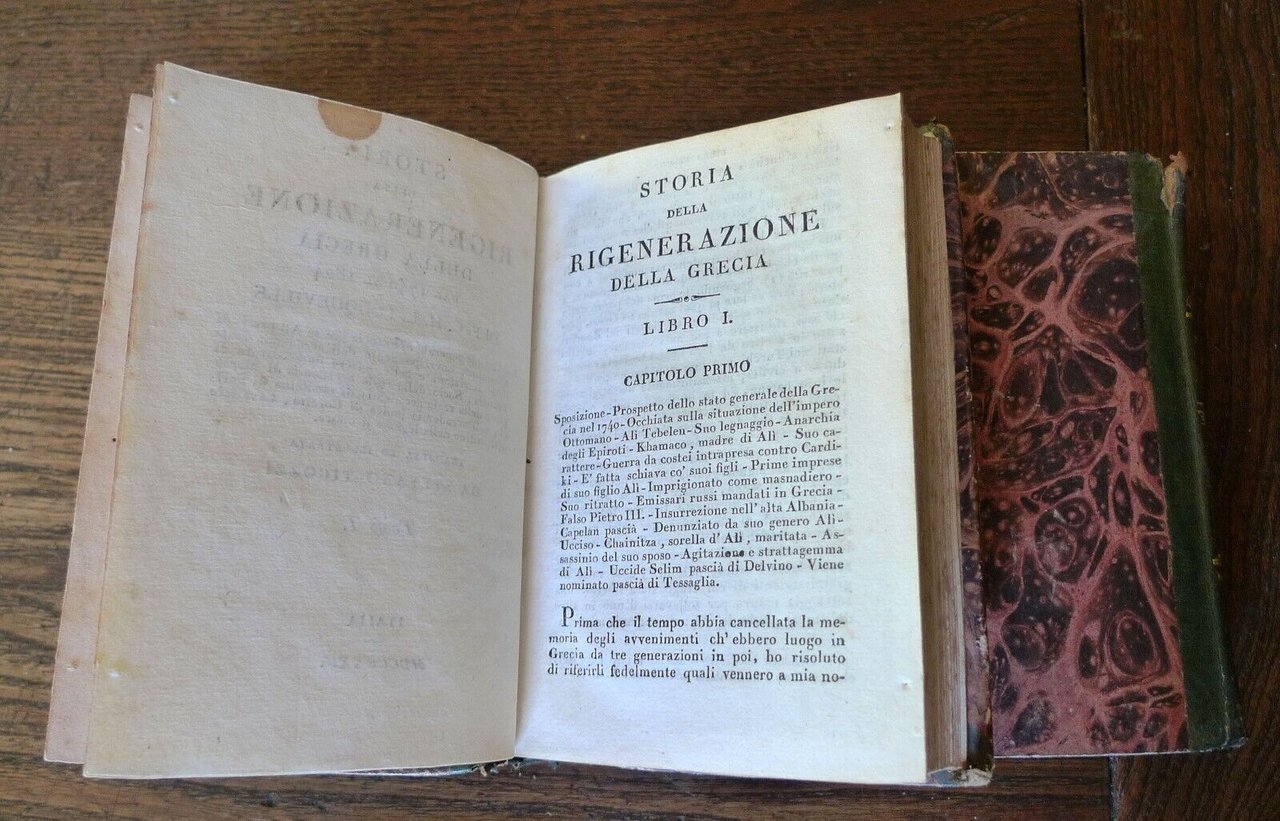 STORIA
DELLA
RIGENERAZIONE
DELLA GRECIA
LIBRO I.
CAPITOLO PRIMO
Sposizione - Prospetto dello stato generale della Gre-
cia nel 1740 - Occhiata sulla situazione dell'impero
Ottomano - Alì Tebelen - Suo legnaggio - Anarchia
degli Epiroti - Khamaco, madre di Alì - Suo ca-
rattere - Guerra da costei intrapresa contro Cardi-
ki - E' fatta schiava co' suoi figli - Prime imprese
di suo figlio Alì - Imprigionato come masnadiero -
Suo ritratto - Emissari russi mandati in Grecia -
Falso Pietro III. - Insurrezione nell'alta Albania -
Capelan pascià - Denunziato da suo genero Alì -
Ucciso - Chainitza, sorella d'Alì, maritata - As-
sassinio del suo sposo - Agitazione e strattagemma
di Alì - Uccide Selim pascià di Delvino - Viene
nominato pascià di Tessaglia.
Prima che il tempo abbia cancellata la me-
moria degli avvenimenti ch'ebbero luogo in
Grecia da tre generazioni in poi, ho risoluto
di riferirli fedelmente quali vennero a mia no-